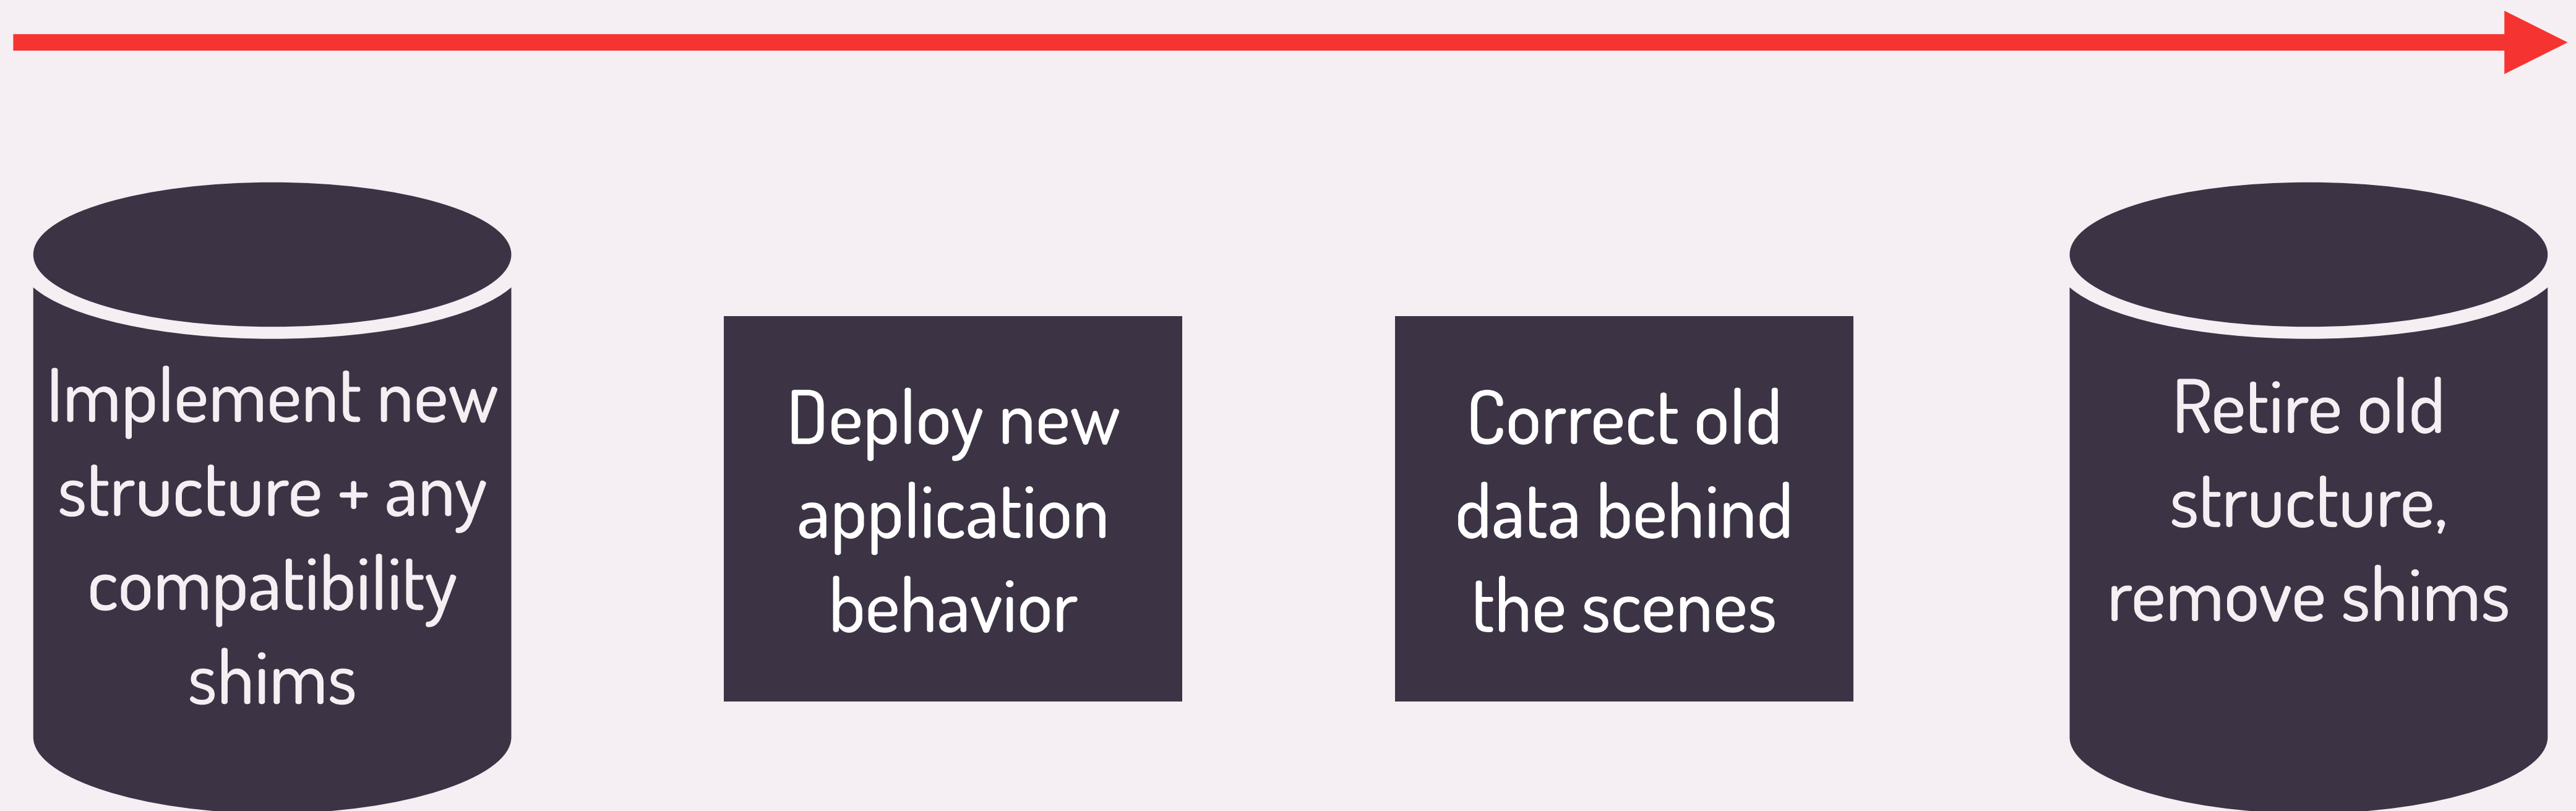 Implement new
structure + any
compatibility
shims
Deploy new
application
behavior
Correct old
data behind
the scenes
Retire old
structure,
remove shims